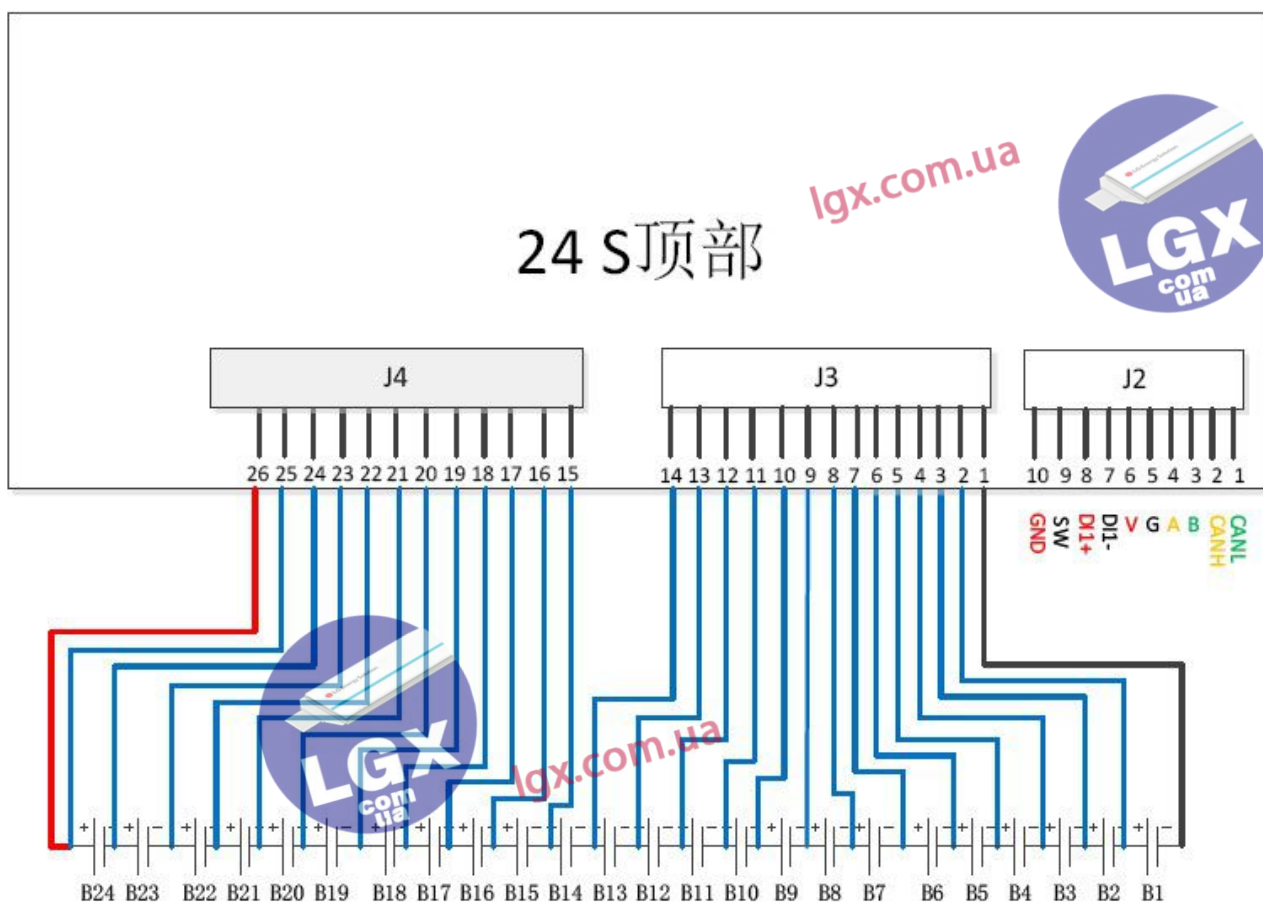 lgx.com.ua
LGX
com
ua
24 S顶部
J4
J3
J2
26 25 24 23 22 21 20 19 18 17 16 15
14 13 12 11 10 9 8 7 6 5 4 3 2 1
10 9 8 7 6 5 4 3 2 1
GND SW DI1+ DI1- V G A B CANH CANL
LGX
com
ua
lgx.com.ua
B24 B23 B22 B21 B20 B19 B18 B17 B16 B15 B14 B13 B12 B11 B10 B9 B8 B7 B6 B5 B4 B3 B2 B1